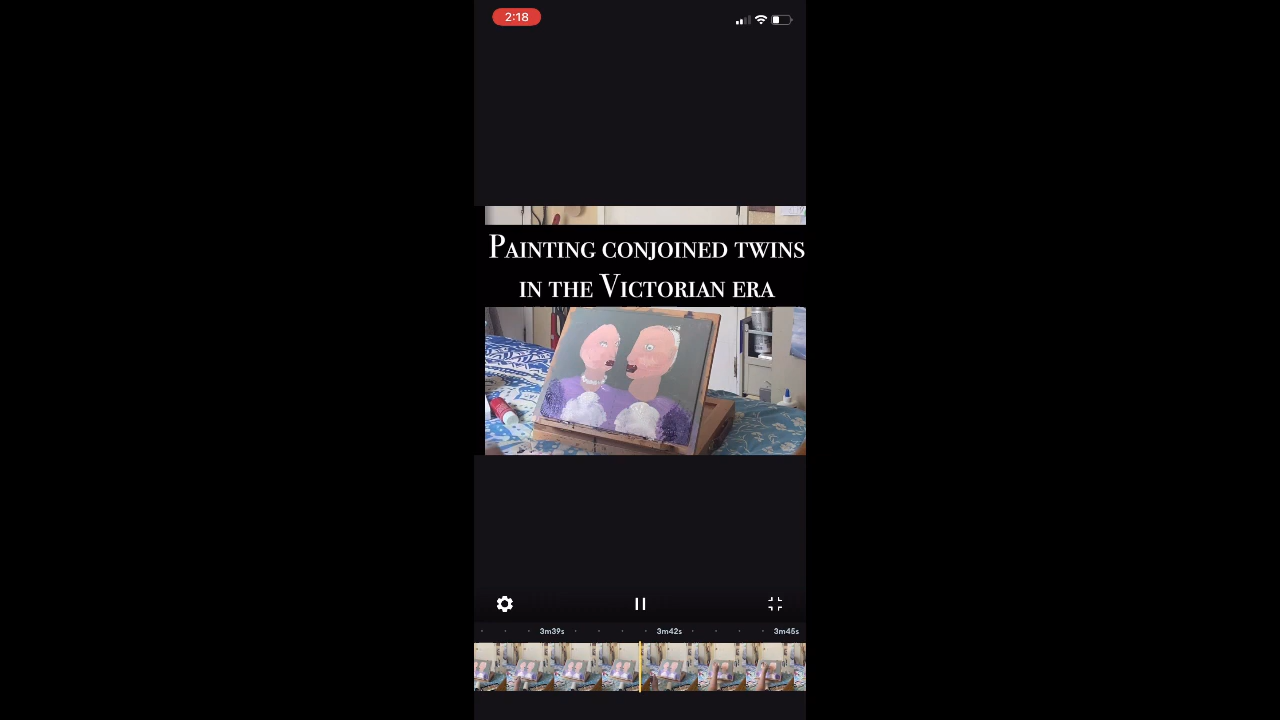 2:18
PAINTING CONJOINED TWINS
IN THE VICTORIAN ERA
3m39s
3m42s
3m45s